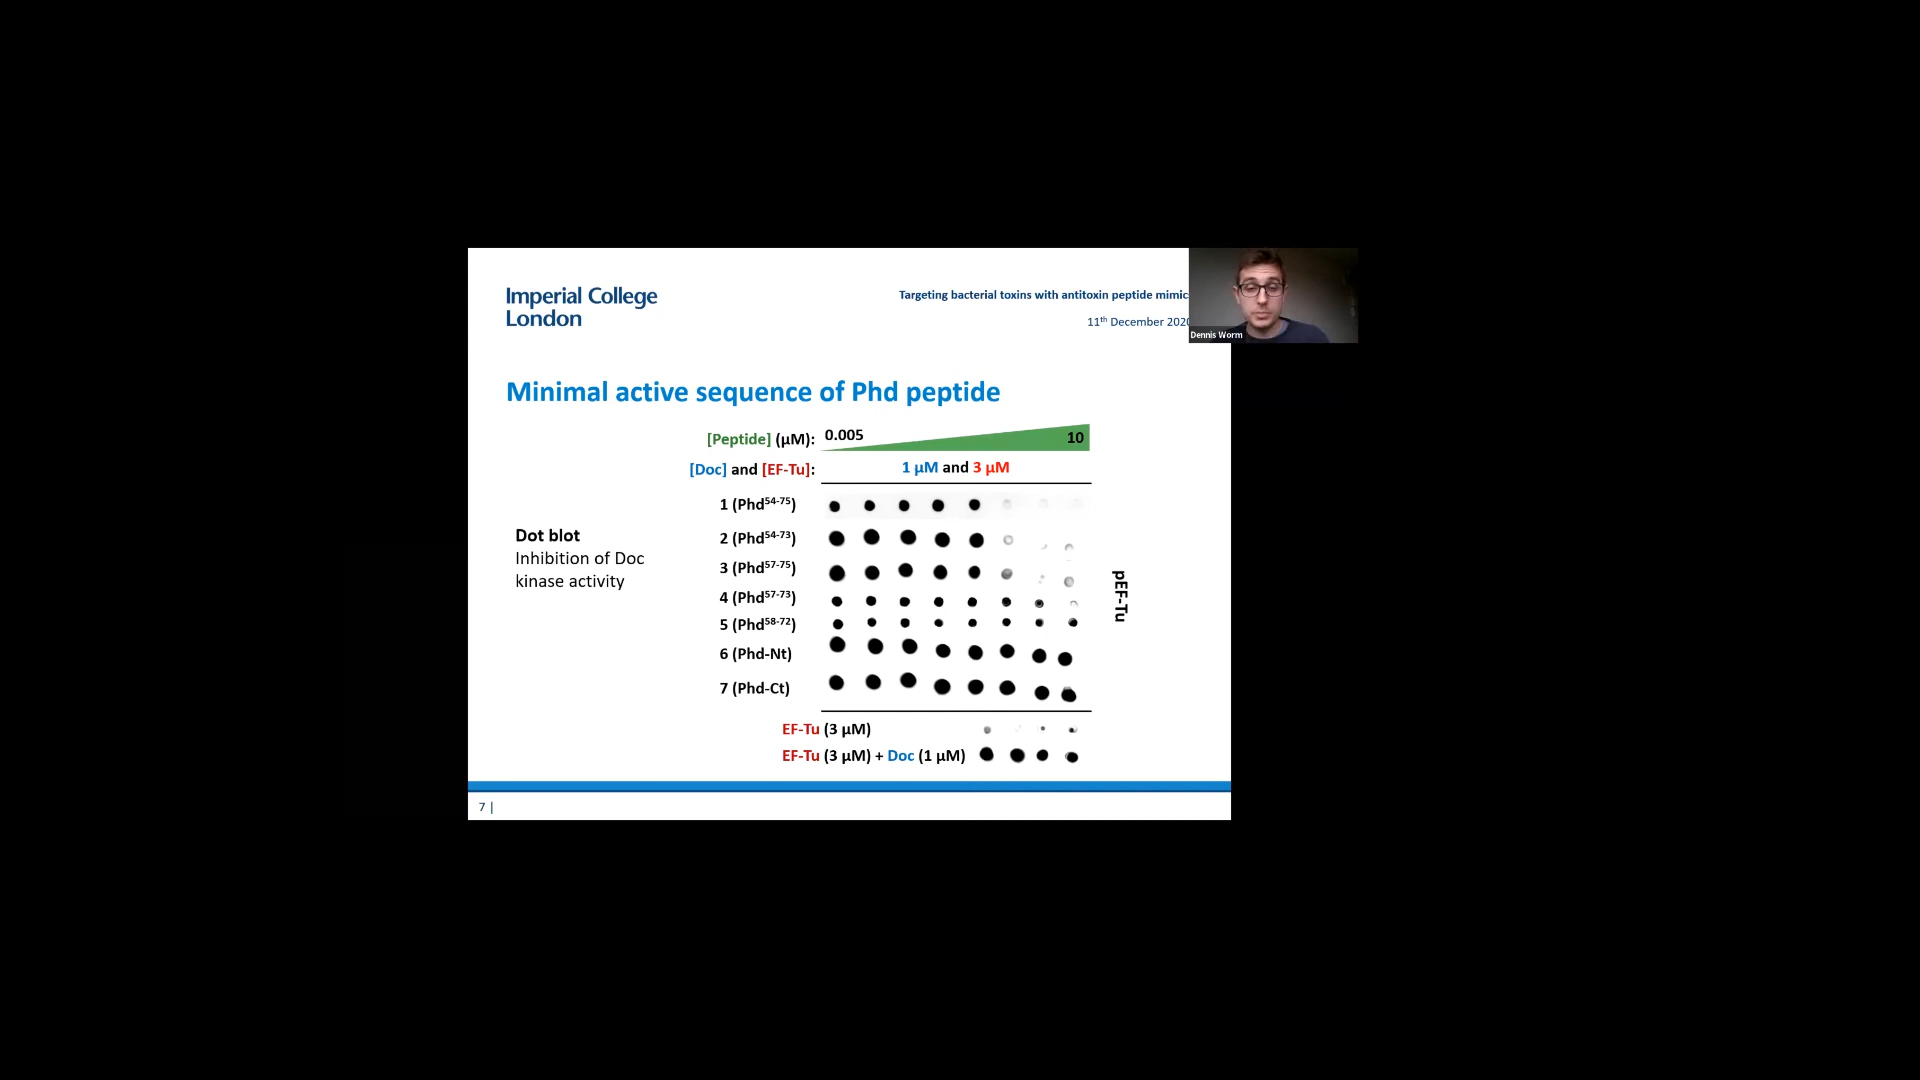 Imperial College
London
Targeting bacterial toxins with antitoxin peptide mimic
11th December 2020
Dennis Worm
Minimal active sequence of Phd peptide
[Peptide] (µM): 0.005 10
[Doc] and [EF-Tu]: 1 µM and 3 µM
1 (Phd54-75)
2 (Phd54-73)
3 (Phd57-75)
4 (Phd57-73)
5 (Phd58-72)
6 (Phd-Nt)
7 (Phd-Ct)
Dot blot
Inhibition of Doc
kinase activity
pEF-Tu
EF-Tu (3 µM)
EF-Tu (3 µM) + Doc (1 µM)
7 |